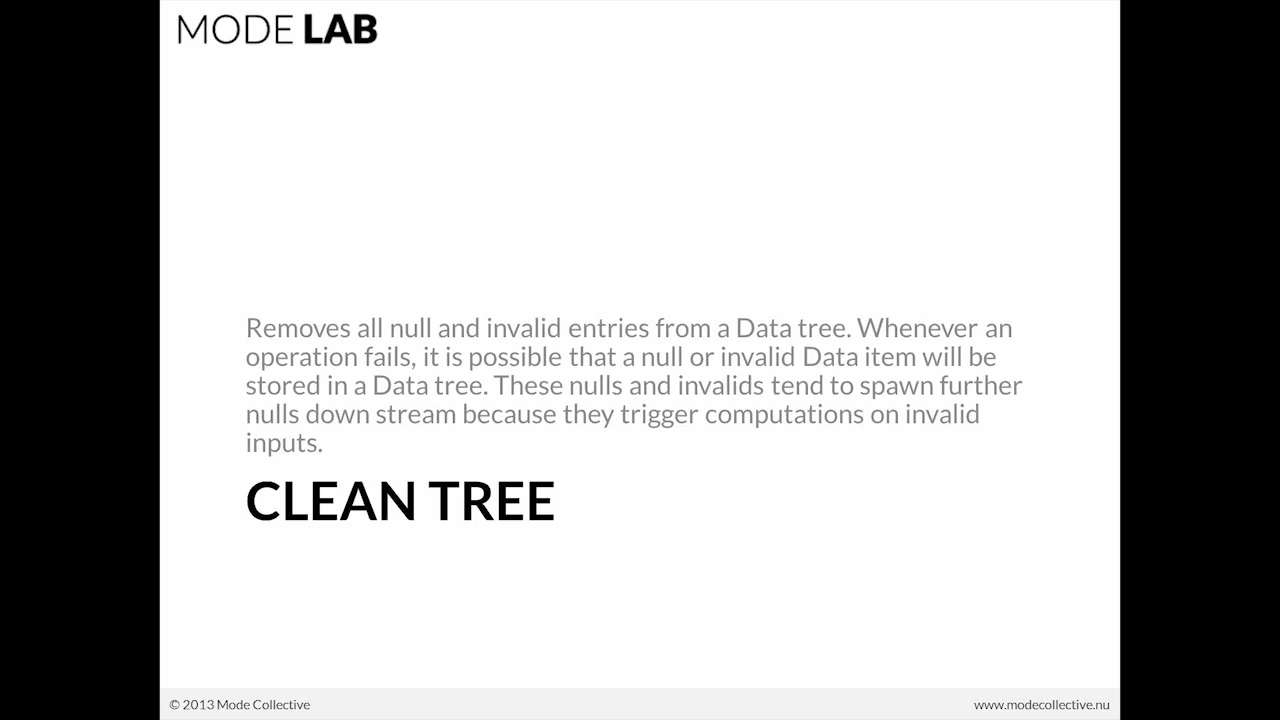 MODE LAB
Removes all null and invalid entries from a Data tree. Whenever an
operation fails, it is possible that a null or invalid Data item will be
stored in a Data tree. These nulls and invalids tend to spawn further
nulls down stream because they trigger computations on invalid
inputs.
CLEAN TREE
© 2013 Mode Collective
www.modecollective.nu